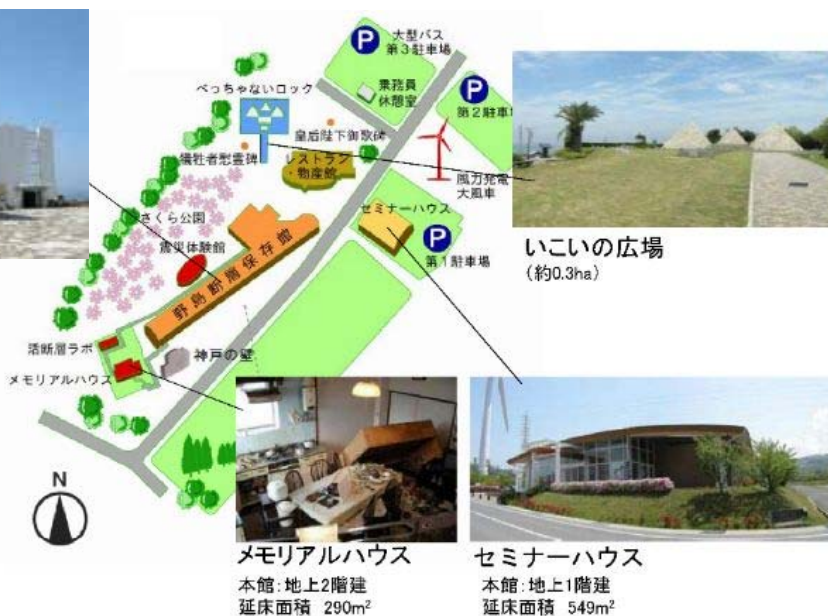 大型バス
第3駐車場
P
べっちゃないロック
乗務員
休憩室
P
第2駐車場
皇后陛下御歌碑
犠牲者慰霊碑
レストラン
・物産館
風力発電
大風車
さくら公園
セミナーハウス
震災体験館
P
第1駐車場
野島断層保存館
活断層ラボ
神戸の壁
メモリアルハウス
N
いこいの広場
(約0.3ha)
メモリアルハウス
本館:地上2階建
延床面積 290m²
セミナーハウス
本館:地上1階建
延床面積 549m²